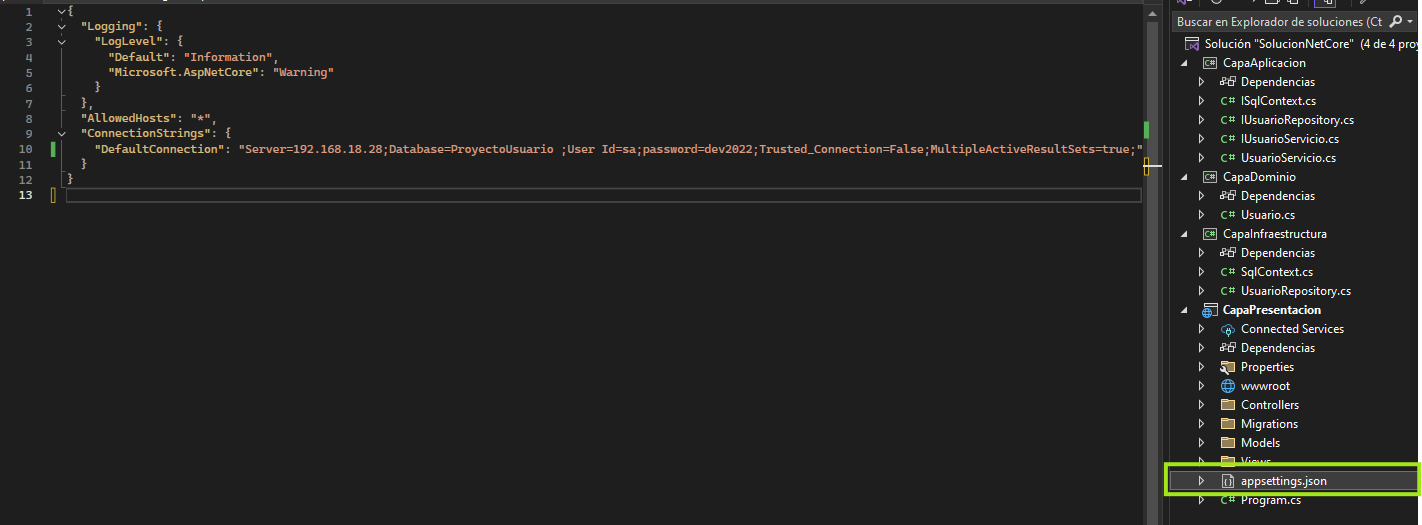 1 {
2 "Logging": {
3 "LogLevel": {
4 "Default": "Information",
5 "Microsoft.AspNetCore": "Warning"
6 }
7 },
8 "AllowedHosts": "*",
9 "ConnectionStrings": {
10 "DefaultConnection": "Server=192.168.18.28;Database=ProyectoUsuario ;User Id=sa;password=dev2022;Trusted_Connection=False;MultipleActiveResultSets=true;"
11 }
12 }
13
Buscar en Explorador de soluciones (Ct
Solución "SolucionNetCore" (4 de 4 proy
C# CapaAplicacion
Dependencias
C# ISqlContext.cs
C# IUsuarioRepository.cs
C# IUsuarioServicio.cs
C# UsuarioServicio.cs
C# CapaDominio
Dependencias
C# Usuario.cs
C# CapaInfraestructura
Dependencias
C# SqlContext.cs
C# UsuarioRepository.cs
CapaPresentacion
Connected Services
Dependencias
Properties
wwwroot
Controllers
Migrations
Models
Views
appsettings.json
C# Program.cs